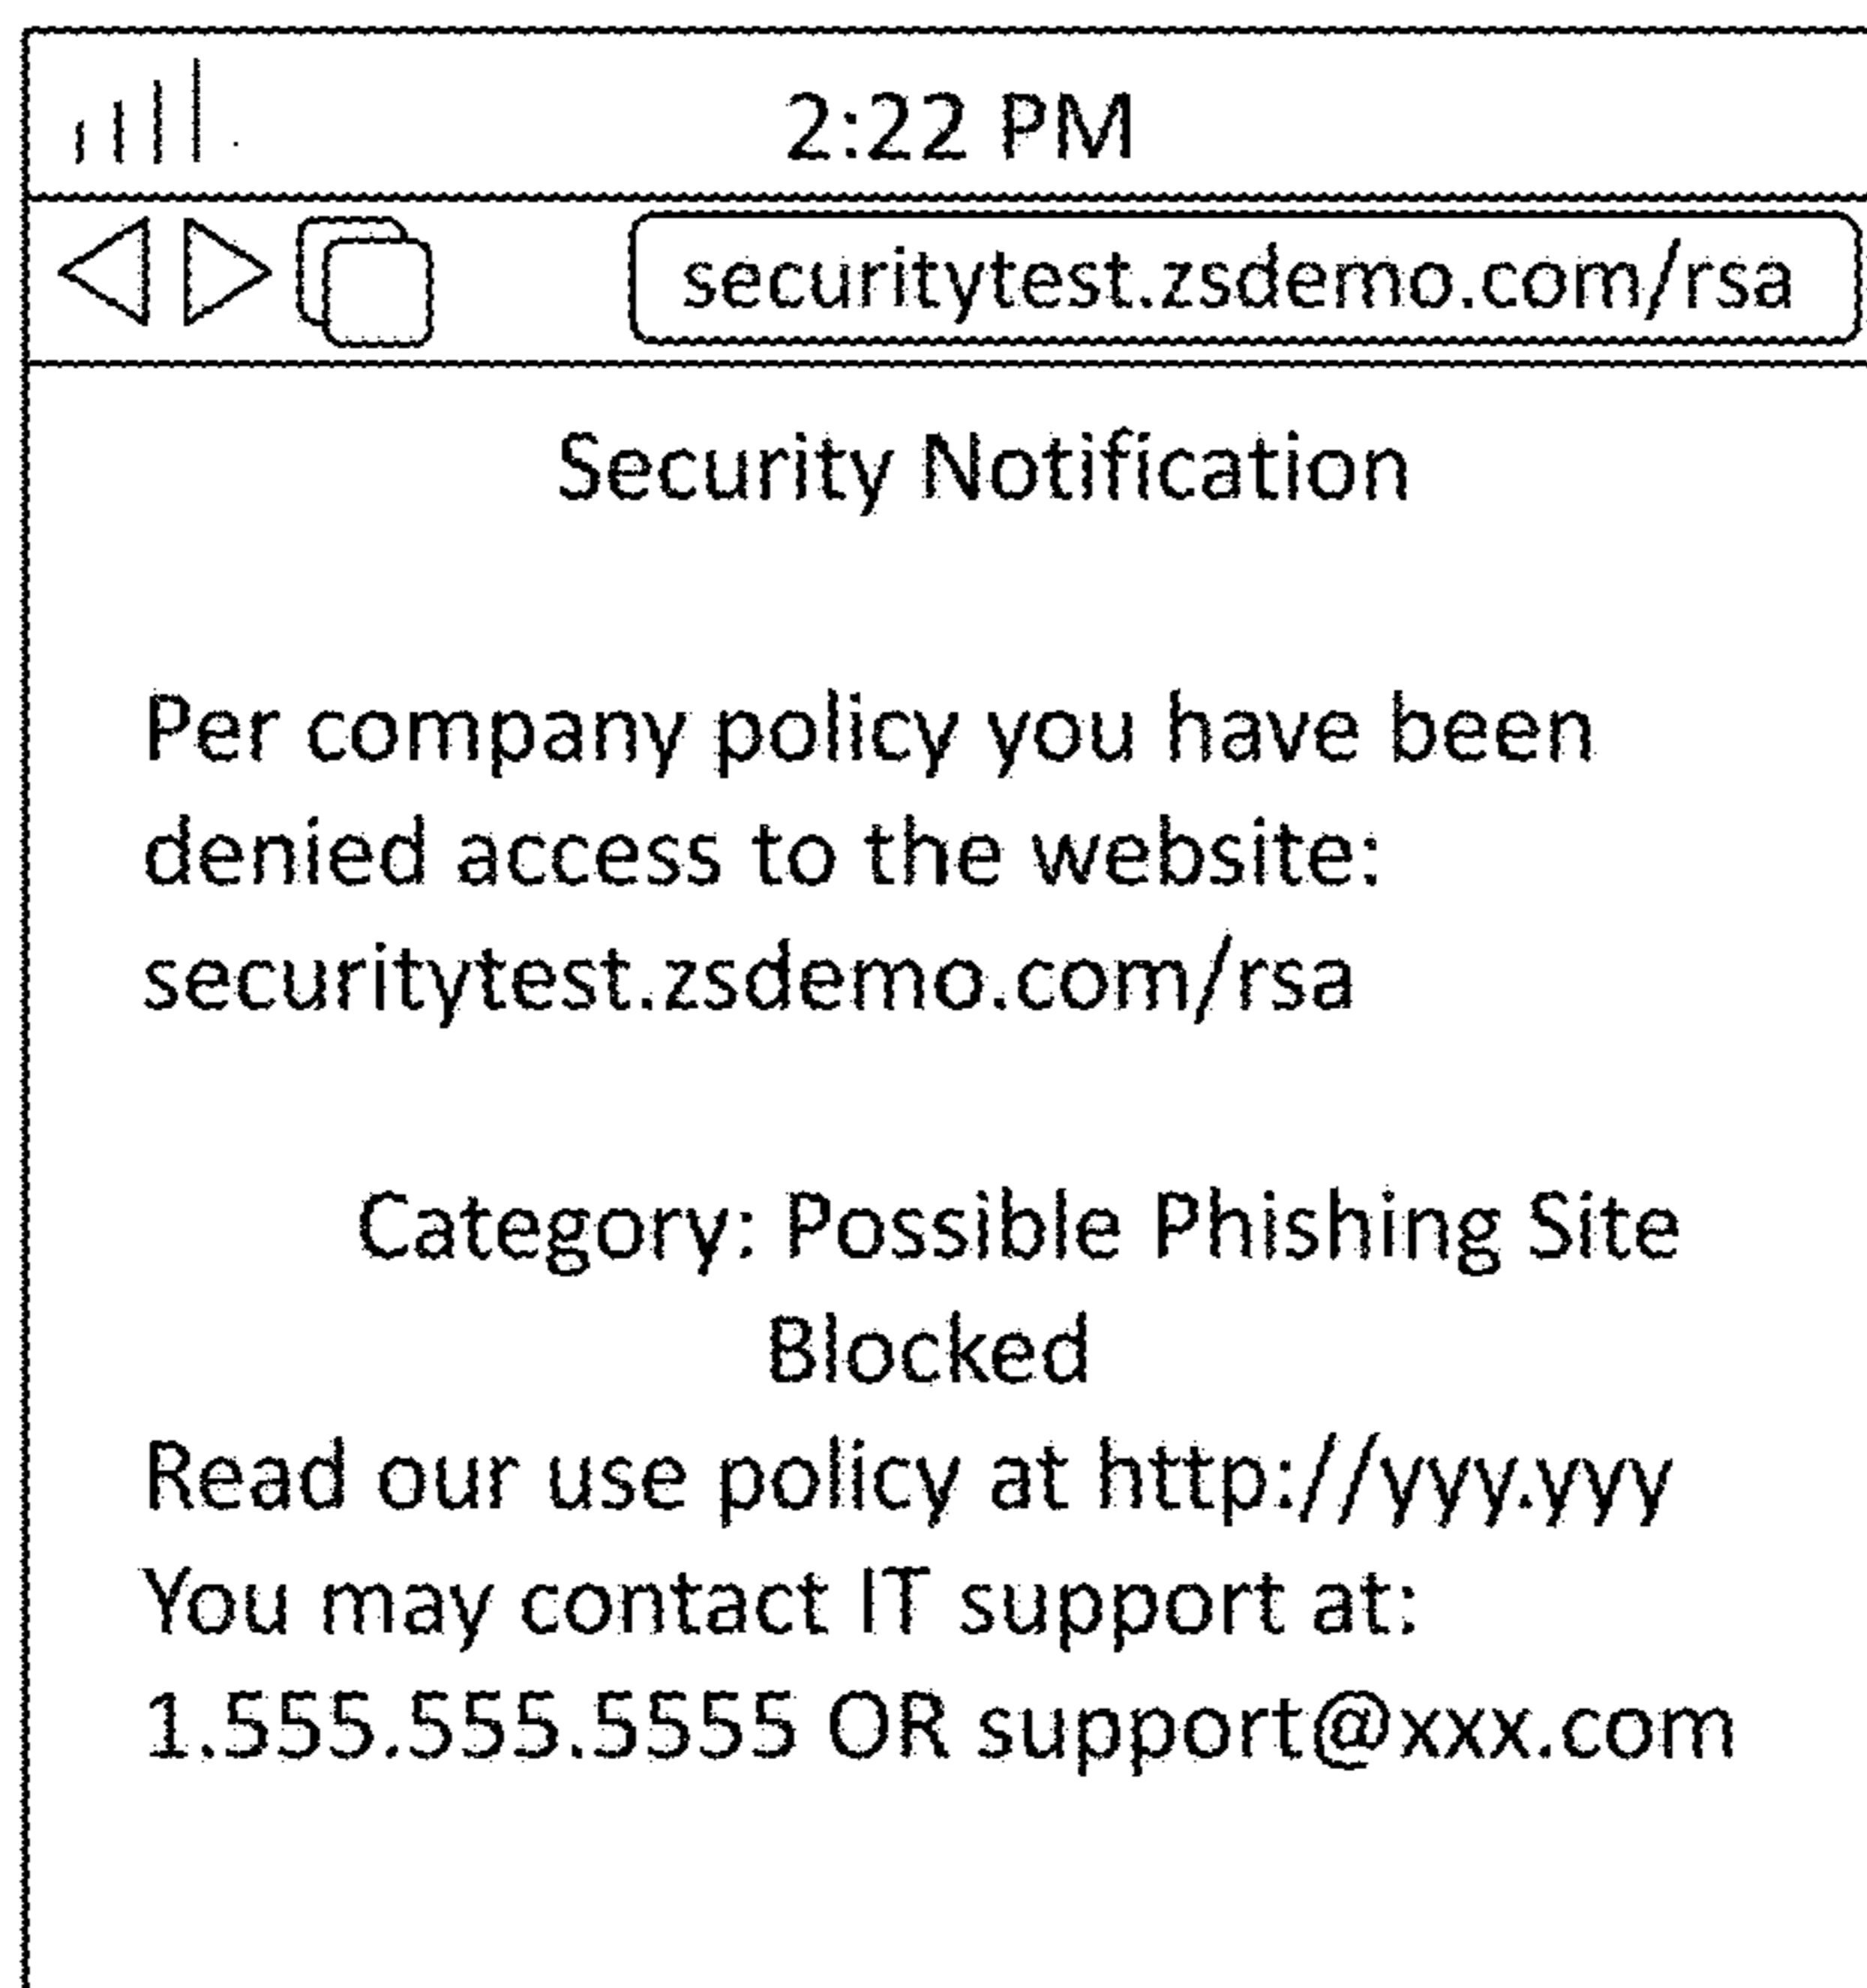 2:22 PM
securitytest.zsdemo.com/rsa
Security Notification
Per company policy you have been
denied access to the website:
securitytest.zsdemo.com/rsa
Category: Possible Phishing Site
Blocked
Read our use policy at http://yyy.yyy
You may contact IT support at:
1.555.555.5555 OR support@xxx.com